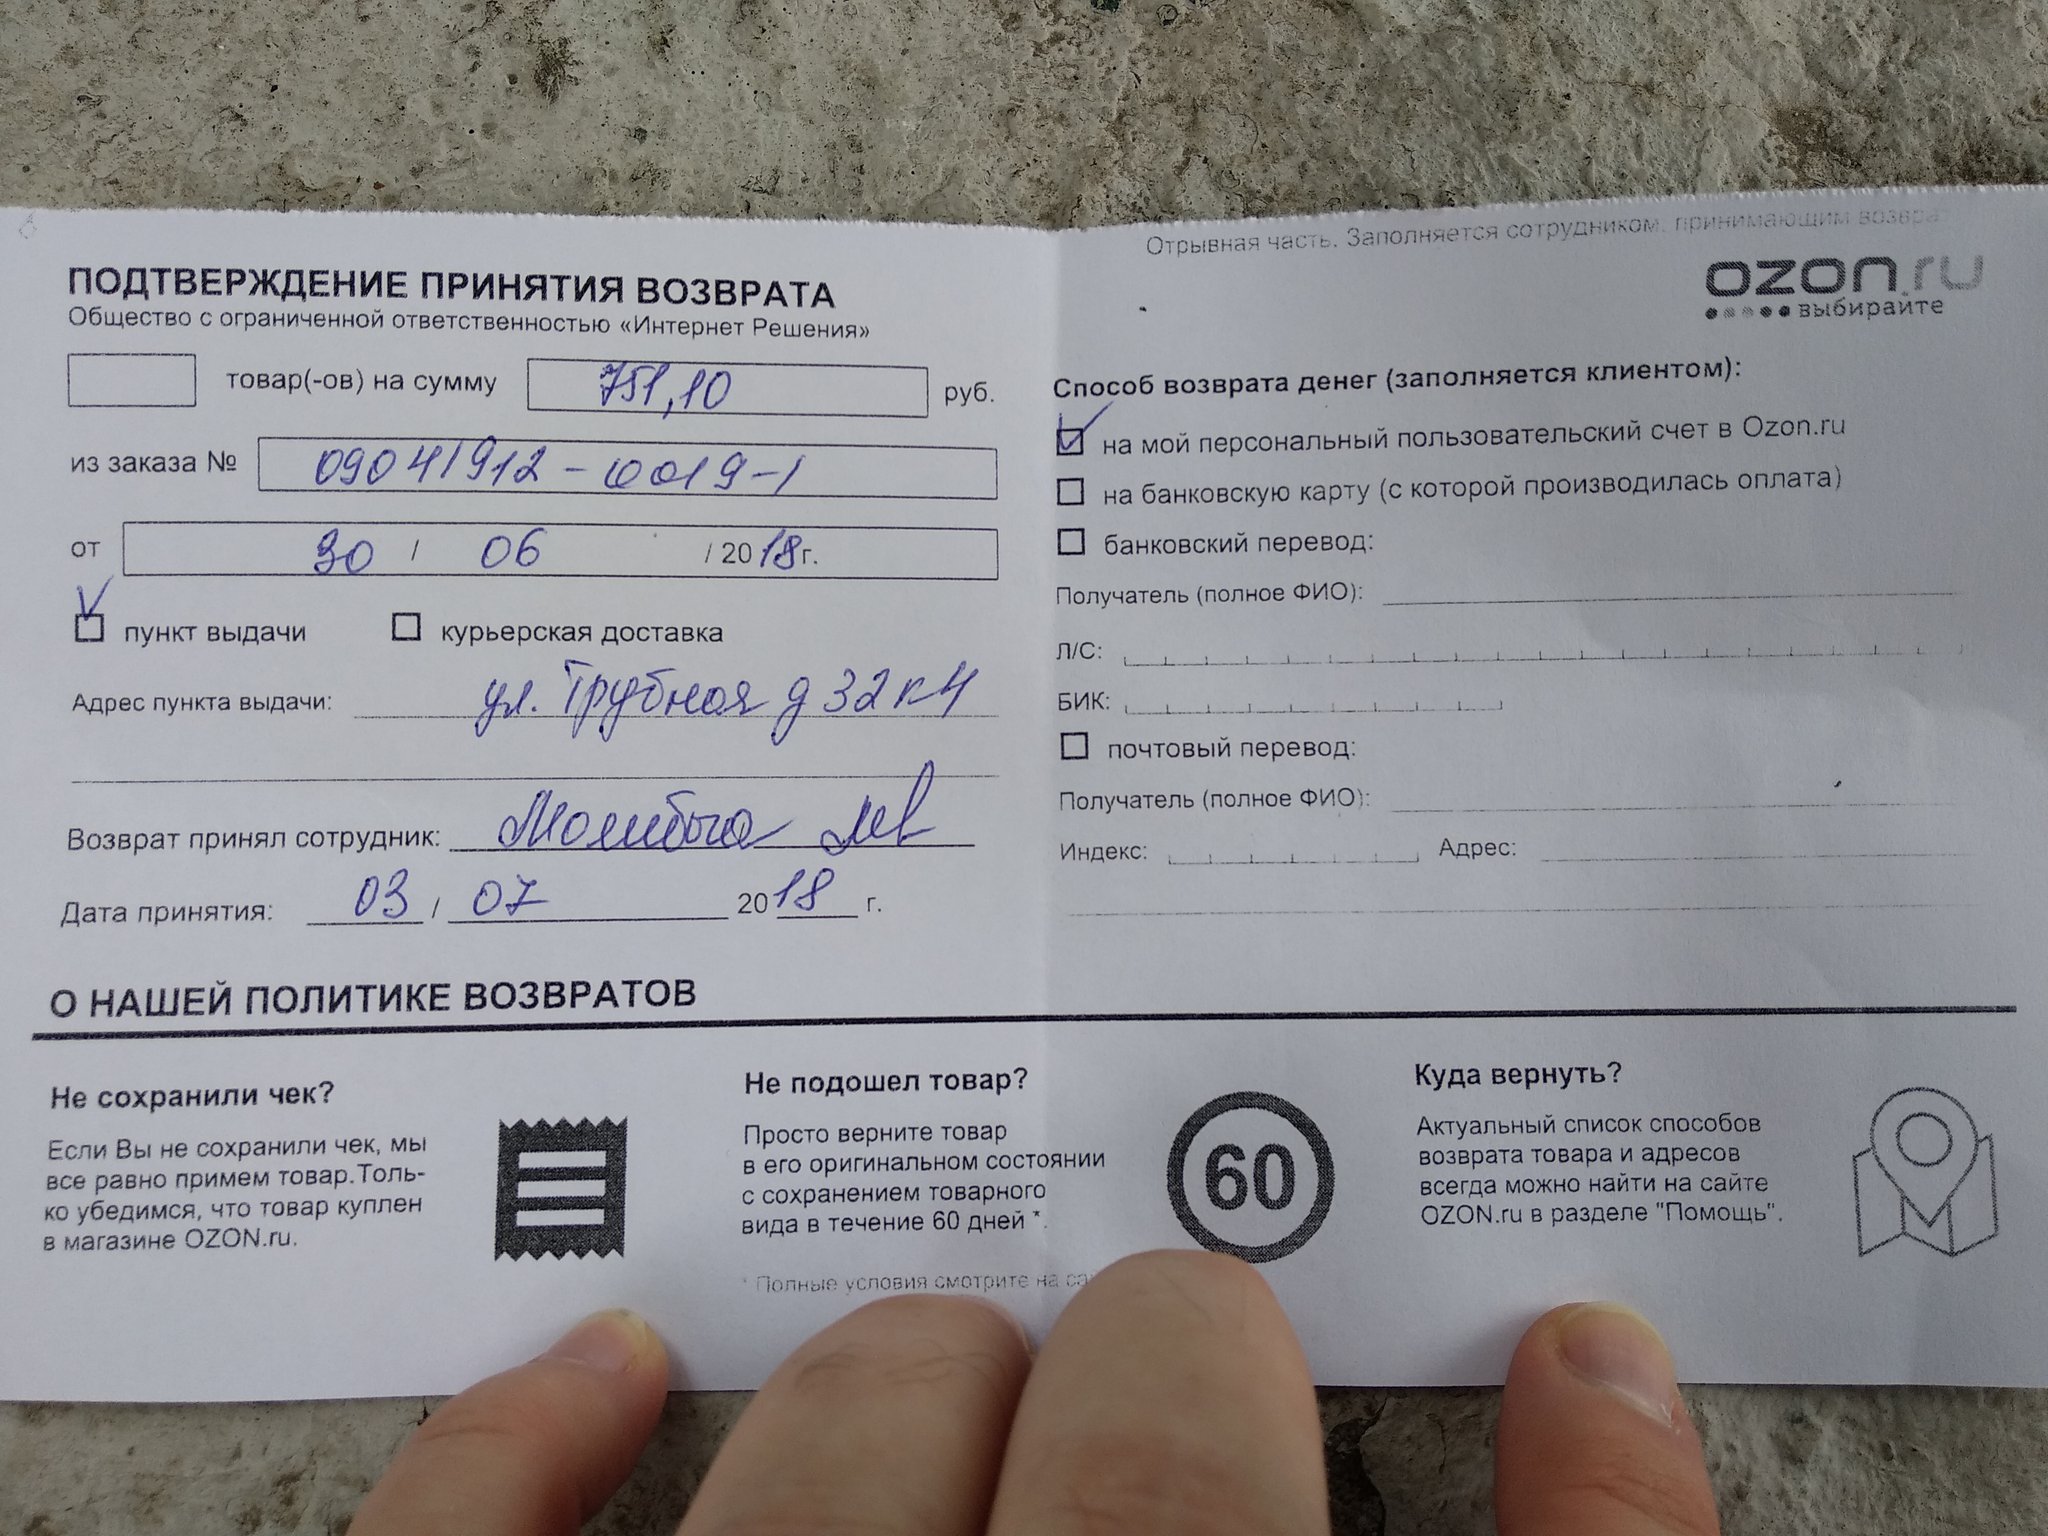 Отрывная часть. Заполняется сотрудником, принимающим
ozon.ru
выбирайте
ПОДТВЕРЖДЕНИЕ ПРИНЯТИЯ ВОЗВРАТА
Общество с ограниченной ответственностью «Интернет Решения»
товар(-ов) на сумму 751,10 руб.
из заказа № 09041912-0019-1
от 30 / 06 / 2018г.
пункт выдачи курьерская доставка
Адрес пункта выдачи: ул. Трубная д 32 к 4
Возврат принял сотрудник:
Дата принятия: 03 / 07 2018 г.
Способ возврата денег (заполняется клиентом):
на мой персональный пользовательский счет в Ozon.ru
на банковскую карту (с которой производилась оплата)
банковский перевод:
Получатель (полное ФИО):
Л/С:
БИК:
почтовый перевод:
Получатель (полное ФИО):
Индекс: Адрес:
О НАШЕЙ ПОЛИТИКЕ ВОЗВРАТОВ
Не сохранили чек?
Если Вы не сохранили чек, мы
все равно примем товар.Толь-
ко убедимся, что товар куплен
в магазине OZON.ru.
Не подошел товар?
Просто верните товар
в его оригинальном состоянии
с сохранением товарного
вида в течение 60 дней *.
* Полные условия смотрите на
60
Куда вернуть?
Актуальный список способов
возврата товара и адресов
всегда можно найти на сайте
OZON.ru в разделе "Помощь".